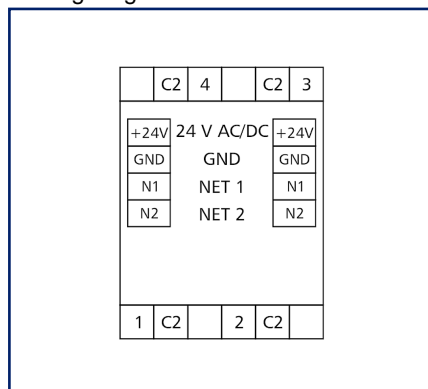 C2 4 C2 3
+24V 24 V AC/DC +24V
GND GND GND
N1 NET 1 N1
N2 NET 2 N2
1 C2 2 C2